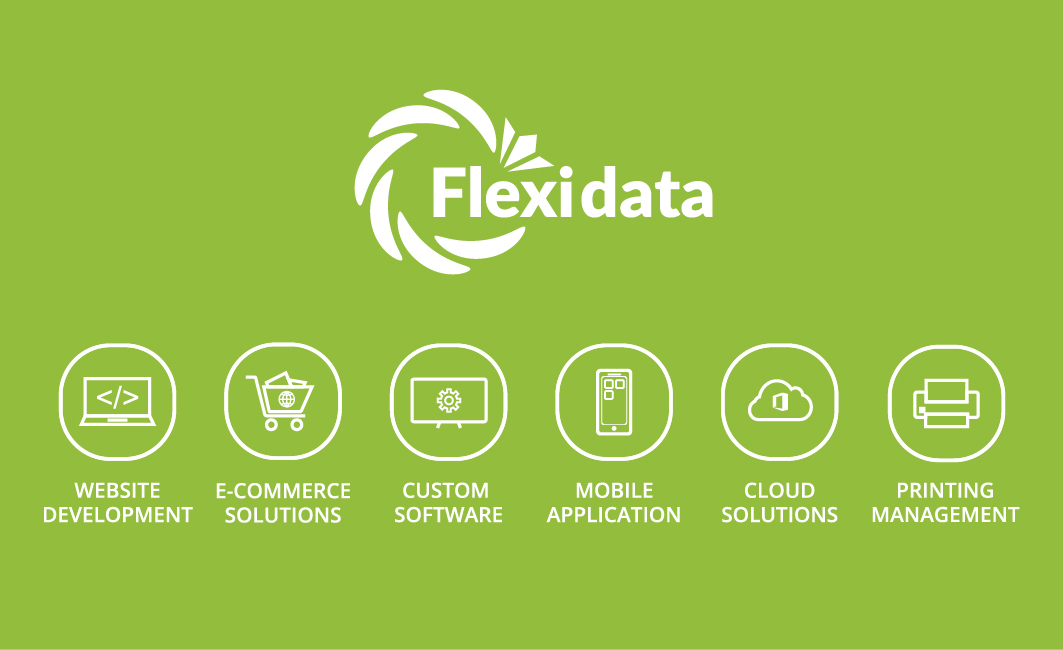 Flexidata
</>
WEBSITE
DEVELOPMENT
E-COMMERCE
SOLUTIONS
CUSTOM
SOFTWARE
MOBILE
APPLICATION
CLOUD
SOLUTIONS
PRINTING
MANAGEMENT